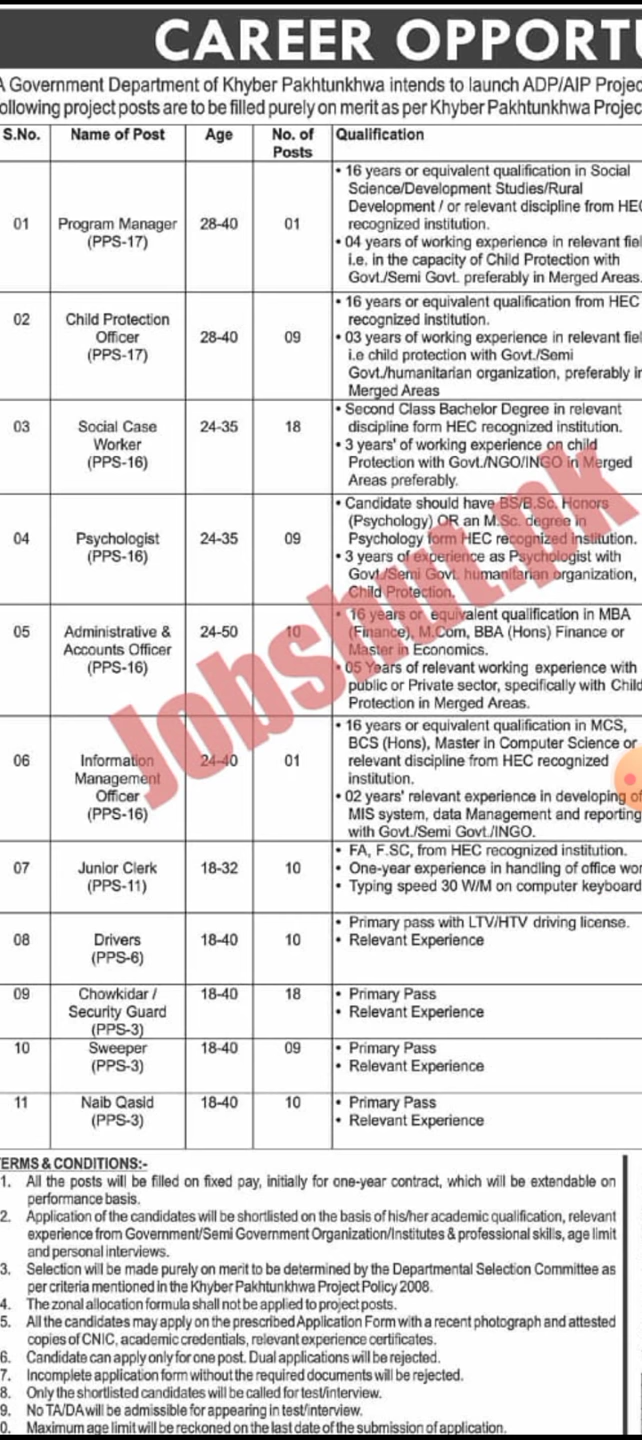 CAREER OPPORTU
A Government Department of Khyber Pakhtunkhwa intends to launch ADP/AIP Projec
ollowing project posts are to be filled purely on merit as per Khyber Pakhtunkhwa Projec
S.No. Name of Post Age No. of Posts Qualification
01 Program Manager (PPS-17) 28-40 01
• 16 years or equivalent qualification in Social
Science/Development Studies/Rural
Development / or relevant discipline from HEC
recognized institution.
• 04 years of working experience in relevant fiel
i.e. in the capacity of Child Protection with
Govt./Semi Govt. preferably in Merged Areas.
02 Child Protection Officer (PPS-17) 28-40 09
• 16 years or equivalent qualification from HEC
recognized institution.
• 03 years of working experience in relevant fiel
i.e child protection with Govt./Semi
Govt./humanitarian organization, preferably in
Merged Areas
03 Social Case Worker (PPS-16) 24-35 18
• Second Class Bachelor Degree in relevant
discipline form HEC recognized institution.
• 3 years' of working experience on child
Protection with Govt./NGO/INGO in Merged
Areas preferably.
04 Psychologist (PPS-16) 24-35 09
• Candidate should have BS/B.Sc. Honors
(Psychology) OR an M.Sc. degree in
Psychology form HEC recognized institution.
• 3 years of experience as Psychologist with
Govt./Semi Govt. humanitarian organization,
Child Protection.
05 Administrative & Accounts Officer (PPS-16) 24-50 10
• 16 years or equivalent qualification in MBA
(Finance), M.Com, BBA (Hons) Finance or
Master in Economics.
• 05 Years of relevant working experience with
public or Private sector, specifically with Child
Protection in Merged Areas.
06 Information Management Officer (PPS-16) 24-40 01
• 16 years or equivalent qualification in MCS,
BCS (Hons), Master in Computer Science or
relevant discipline from HEC recognized
institution.
• 02 years' relevant experience in developing of
MIS system, data Management and reporting
with Govt./Semi Govt./INGO.
07 Junior Clerk (PPS-11) 18-32 10
• FA, F.SC, from HEC recognized institution.
• One-year experience in handling of office wor
• Typing speed 30 W/M on computer keyboard
08 Drivers (PPS-6) 18-40 10
• Primary pass with LTV/HTV driving license.
• Relevant Experience
09 Chowkidar / Security Guard (PPS-3) 18-40 18
• Primary Pass
• Relevant Experience
10 Sweeper (PPS-3) 18-40 09
• Primary Pass
• Relevant Experience
11 Naib Qasid (PPS-3) 18-40 10
• Primary Pass
• Relevant Experience
Jobshut.pk
ERMS & CONDITIONS:-
1. All the posts will be filled on fixed pay, initially for one-year contract, which will be extendable on
performance basis.
2. Application of the candidates will be shortlisted on the basis of his/her academic qualification, relevant
experience from Government/Semi Government Organization/Institutes & professional skills, age limit
and personal interviews.
3. Selection will be made purely on merit to be determined by the Departmental Selection Committee as
per criteria mentioned in the Khyber Pakhtunkhwa Project Policy 2008.
4. The zonal allocation formula shall not be applied to project posts.
5. All the candidates may apply on the prescribed Application Form with a recent photograph and attested
copies of CNIC, academic credentials, relevant experience certificates.
6. Candidate can apply only for one post. Dual applications will be rejected.
7. Incomplete application form without the required documents will be rejected.
8. Only the shortlisted candidates will be called for test/interview.
9. No TA/DA will be admissible for appearing in test/interview.
0. Maximum age limit will be reckoned on the last date of the submission of application.